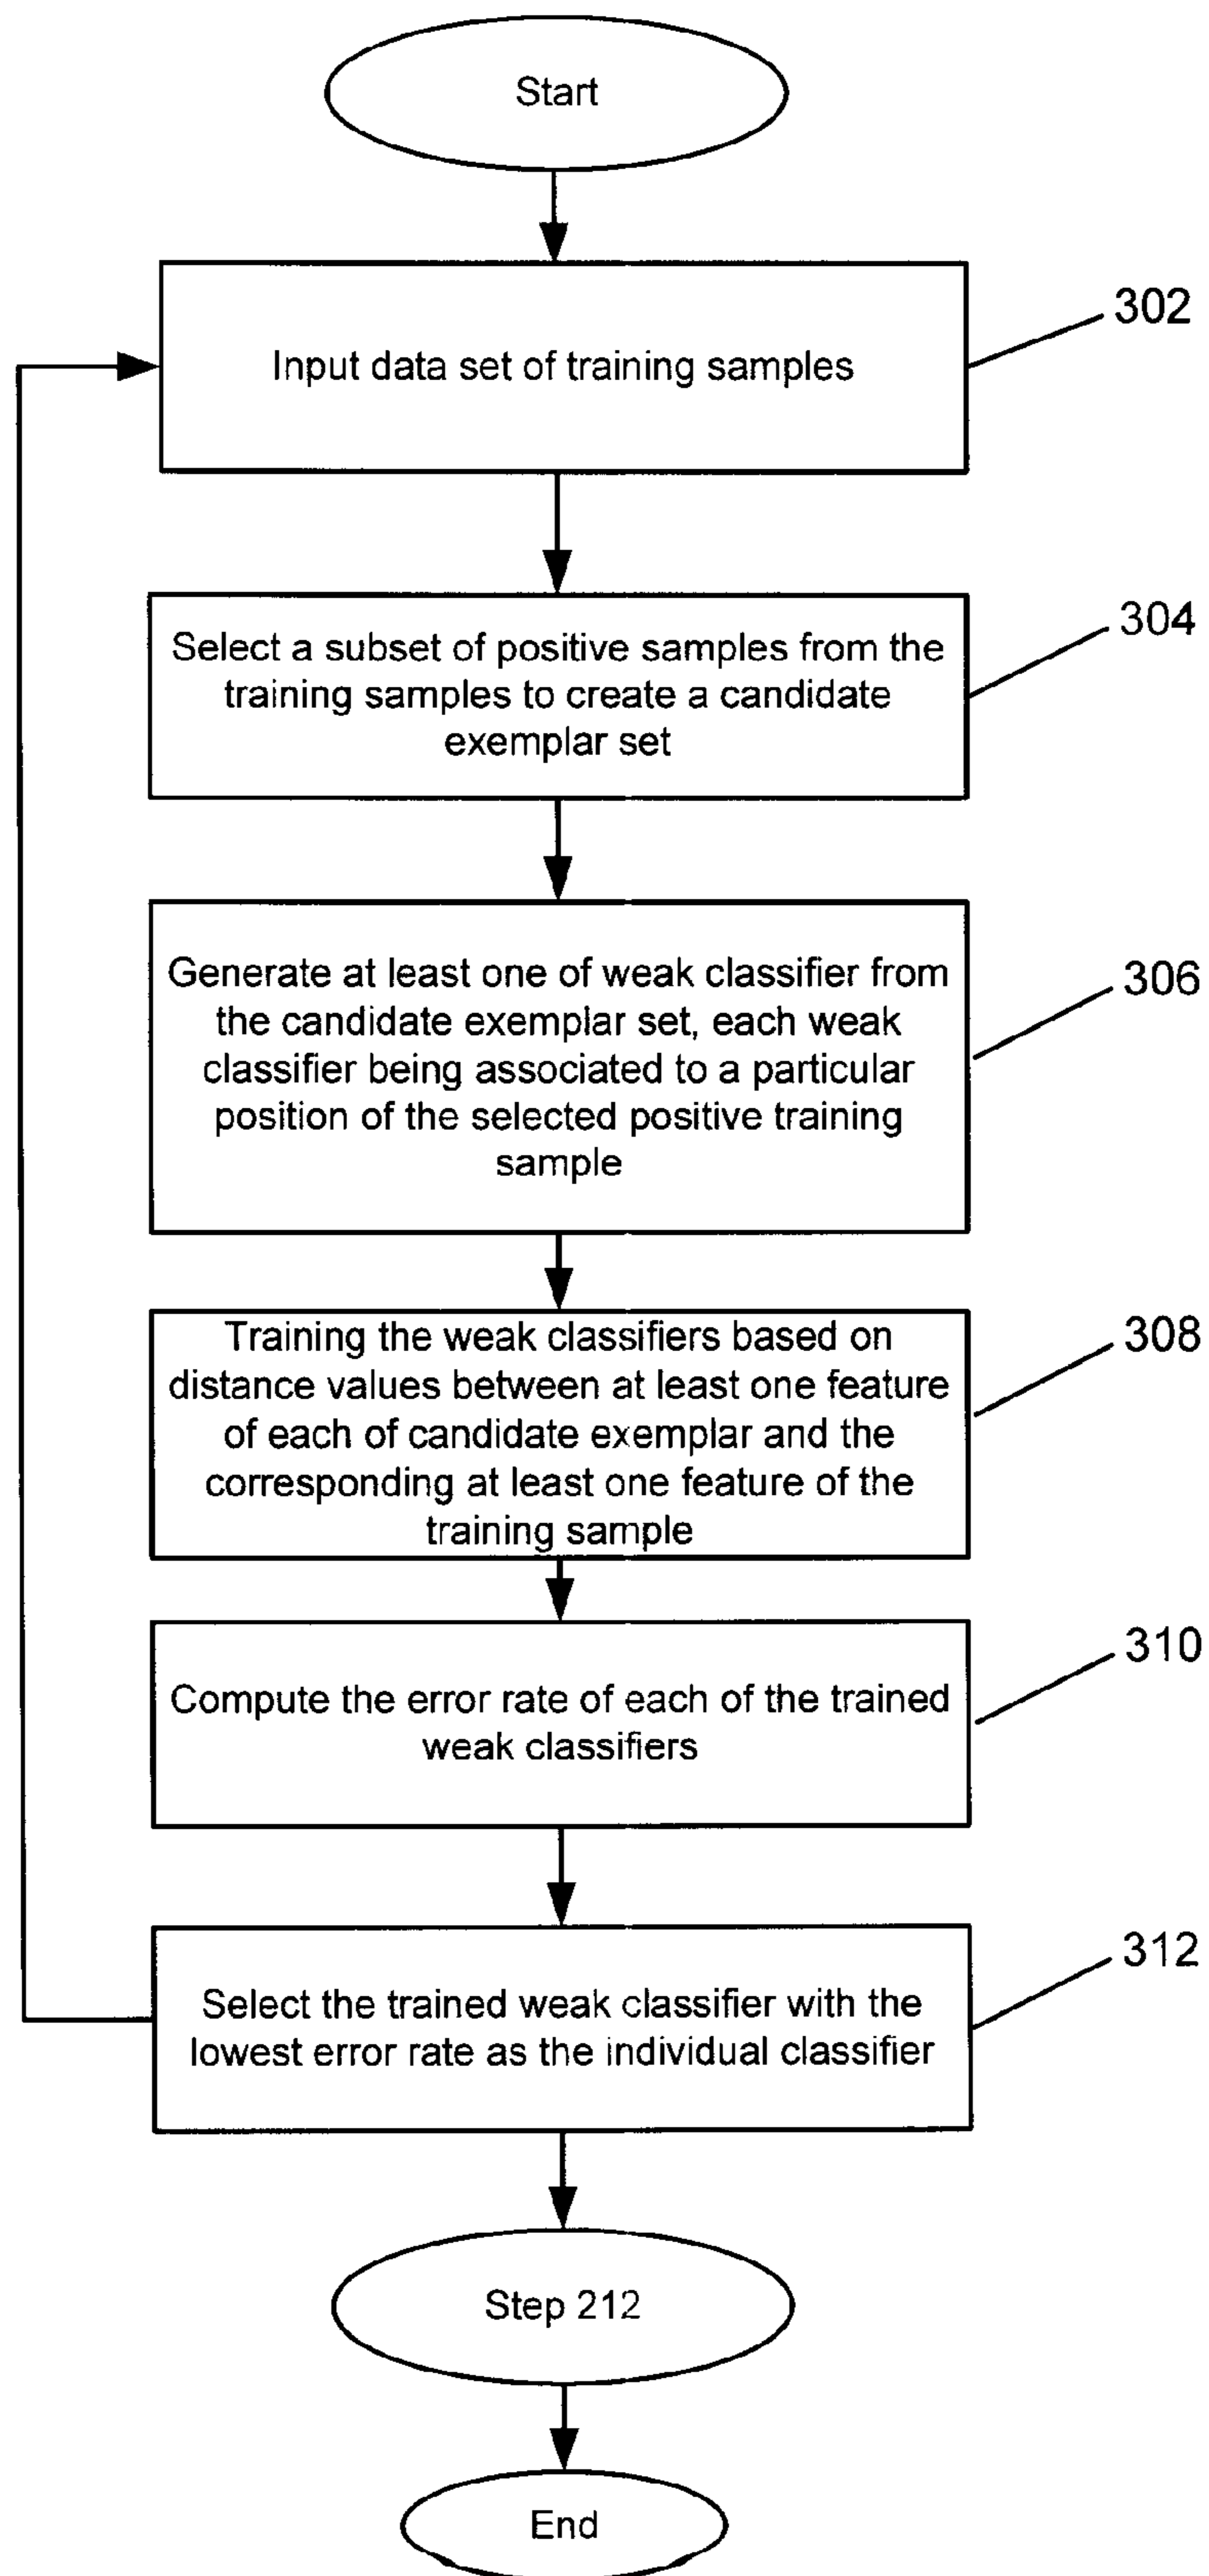 Start
Input data set of training samples
302
Select a subset of positive samples from the
training samples to create a candidate
exemplar set
304
Generate at least one of weak classifier from
the candidate exemplar set, each weak
classifier being associated to a particular
position of the selected positive training
sample
306
Training the weak classifiers based on
distance values between at least one feature
of each of candidate exemplar and the
corresponding at least one feature of the
training sample
308
Compute the error rate of each of the trained
weak classifiers
310
Select the trained weak classifier with the
lowest error rate as the individual classifier
312
Step 212
End